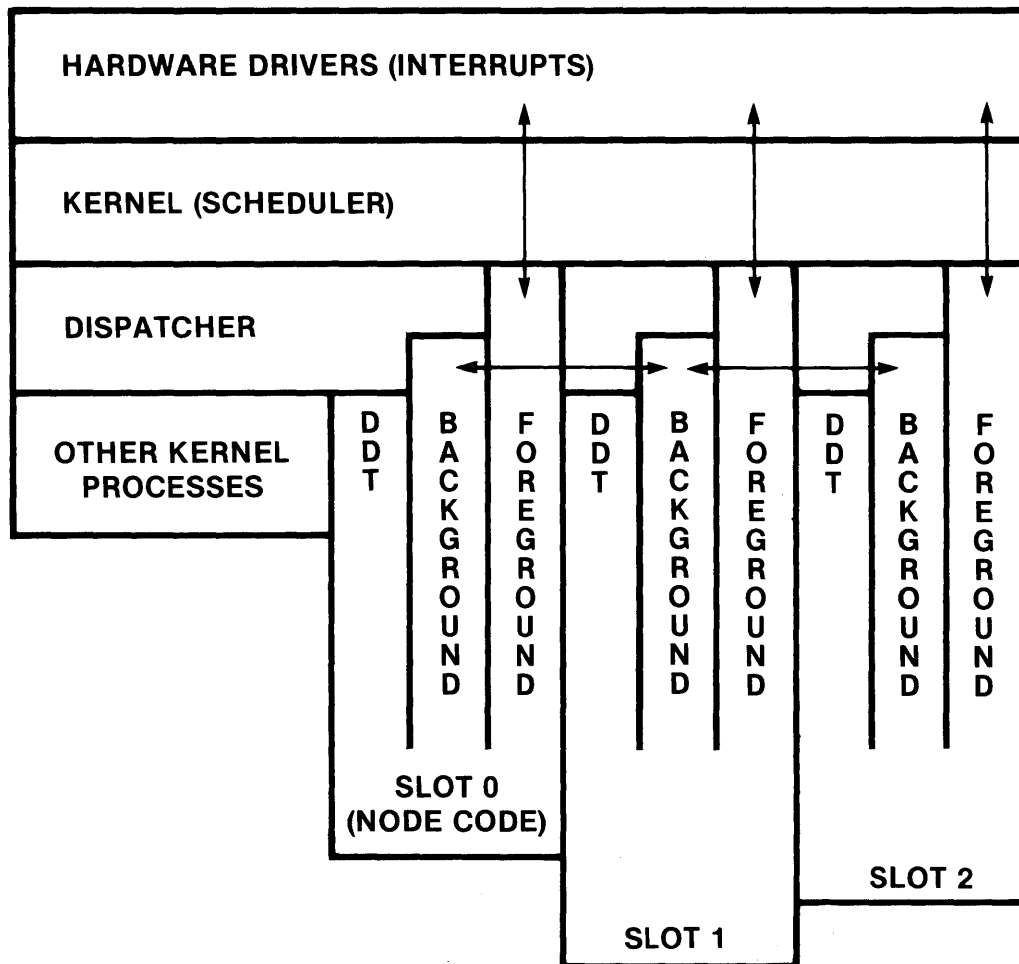 HARDWARE DRIVERS (INTERRUPTS)
KERNEL (SCHEDULER)
DISPATCHER
OTHER KERNEL
PROCESSES
DDT
BACKGROUND
FOREGROUND
DDT
BACKGROUND
FOREGROUND
DDT
BACKGROUND
FOREGROUND
SLOT 0
(NODE CODE)
SLOT 1
SLOT 2